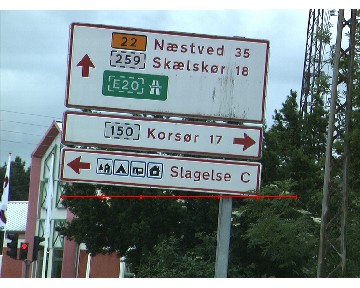 22 Næstved 35
259 Skælskør 18
E20
150 Korsør 17
Slagelse C